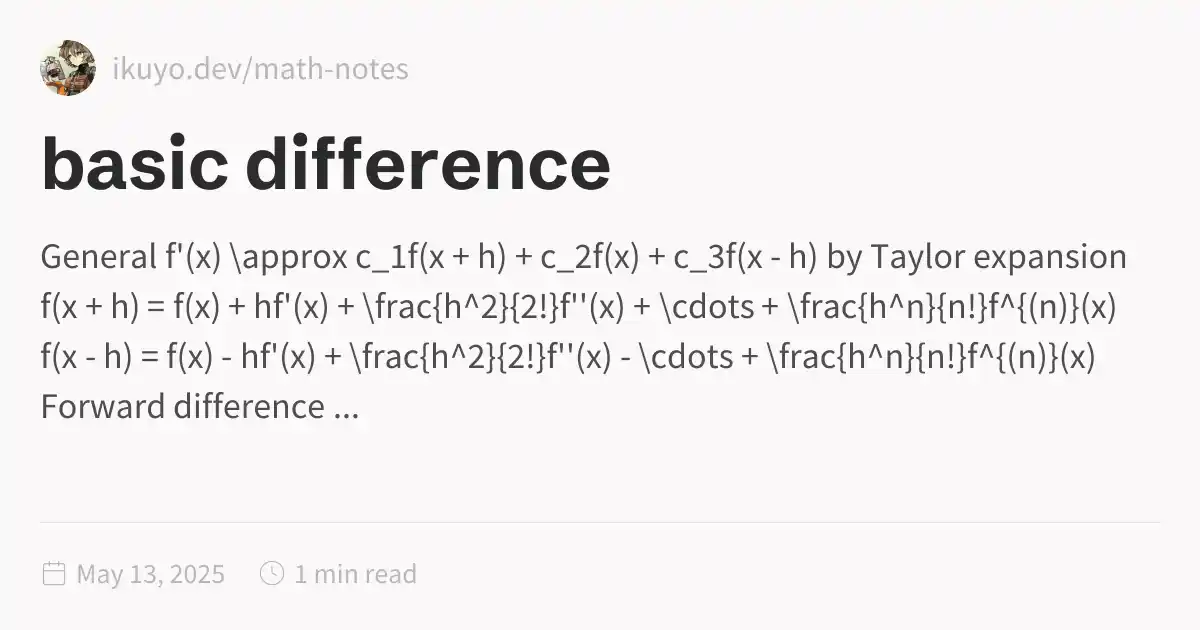 ikuyo.dev/math-notes
basic difference
General f'(x) \approx c_1f(x + h) + c_2f(x) + c_3f(x - h) by Taylor expansion
f(x + h) = f(x) + hf'(x) + \frac{h^2}{2!}f''(x) + \cdots + \frac{h^n}{n!}f^{(n)}(x)
f(x - h) = f(x) - hf'(x) + \frac{h^2}{2!}f''(x) - \cdots + \frac{h^n}{n!}f^{(n)}(x)
Forward difference ...
May 13, 2025 1 min read